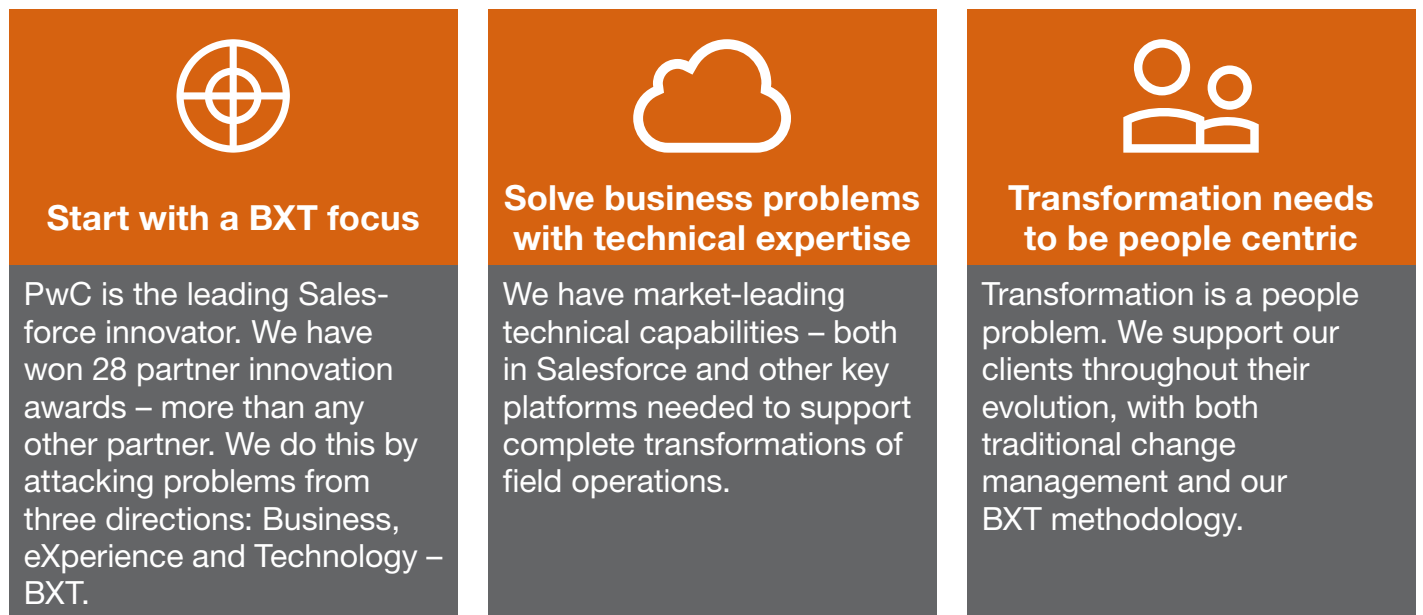 Start with a BXT focus
PwC is the leading Sales-
force innovator. We have
won 28 partner innovation
awards – more than any
other partner. We do this by
attacking problems from
three directions: Business,
eXperience and Technology –
BXT.
Solve business problems
with technical expertise
We have market-leading
technical capabilities – both
in Salesforce and other key
platforms needed to support
complete transformations of
field operations.
Transformation needs
to be people centric
Transformation is a people
problem. We support our
clients throughout their
evolution, with both
traditional change
management and our
BXT methodology.